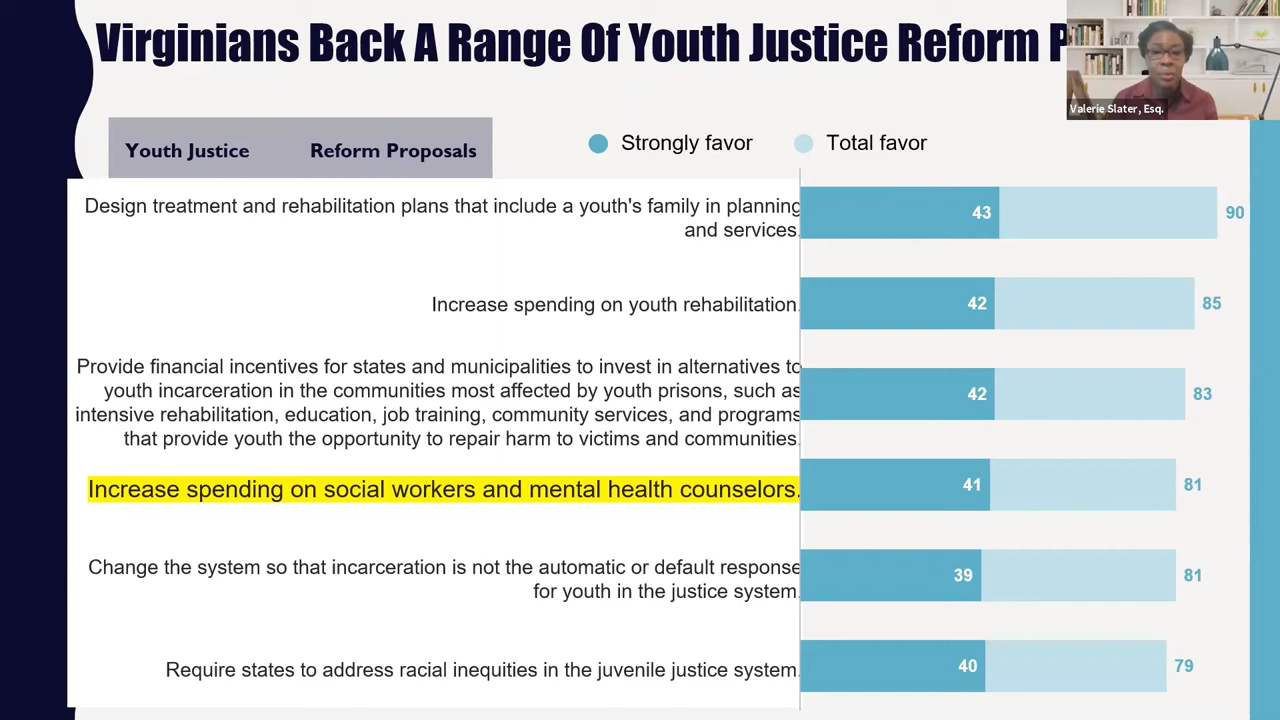 Virginians Back A Range Of Youth Justice Reform
Valerie Slater, Esq.
Youth Justice Reform Proposals
Strongly favor
Total favor
Design treatment and rehabilitation plans that include a youth's family in planning
and services.
43
90
Increase spending on youth rehabilitation.
42
85
Provide financial incentives for states and municipalities to invest in alternatives to
youth incarceration in the communities most affected by youth prisons, such as
intensive rehabilitation, education, job training, community services, and programs
that provide youth the opportunity to repair harm to victims and communities.
42
83
Increase spending on social workers and mental health counselors.
41
81
Change the system so that incarceration is not the automatic or default response
for youth in the justice system.
39
81
Require states to address racial inequities in the juvenile justice system.
40
79